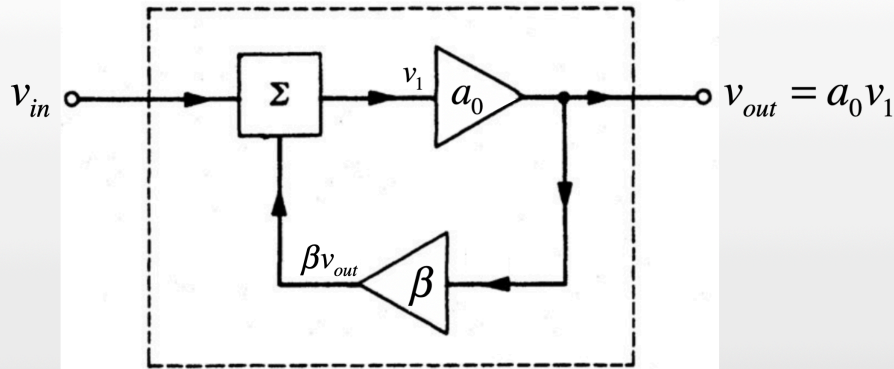 v_in
Σ
v_1
a_0
v_out = a_0v_1
βv_out
β